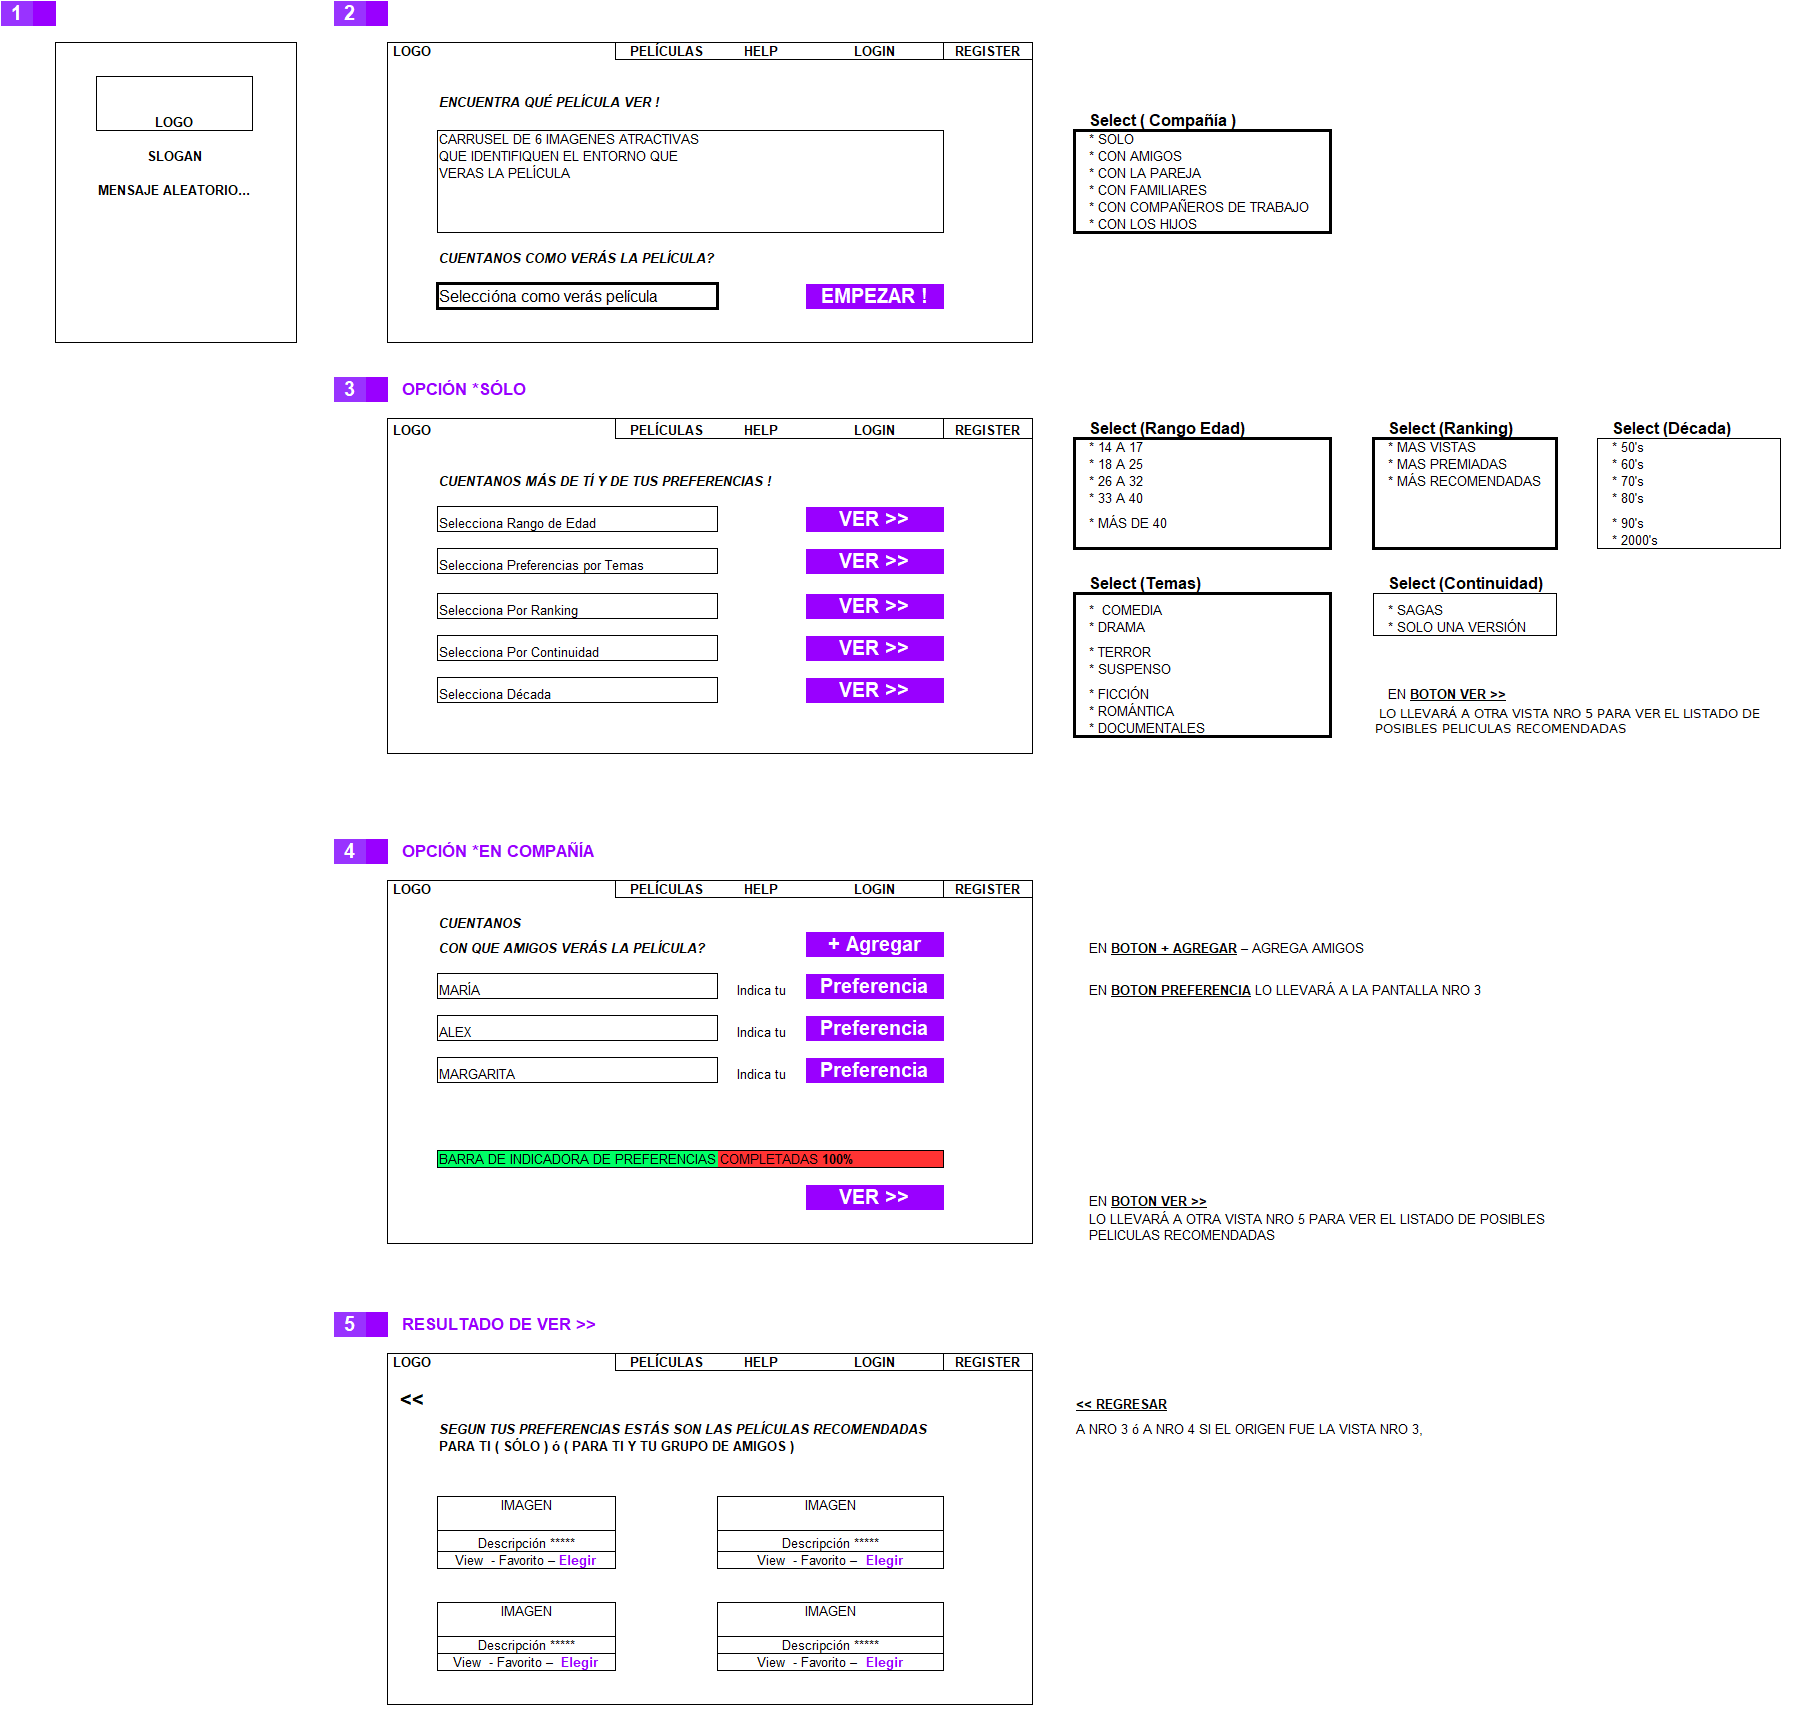 1
LOGO
SLOGAN
MENSAJE ALEATORIO...
2
LOGO PELÍCULAS HELP LOGIN REGISTER
ENCUENTRA QUÉ PELÍCULA VER !
CARRUSEL DE 6 IMAGENES ATRACTIVAS
QUE IDENTIFIQUEN EL ENTORNO QUE
VERAS LA PELÍCULA
CUENTANOS COMO VERÁS LA PELÍCULA?
Seleccióna como verás película EMPEZAR !
Select ( Compañía )
* SOLO
* CON AMIGOS
* CON LA PAREJA
* CON FAMILIARES
* CON COMPAÑEROS DE TRABAJO
* CON LOS HIJOS
3 OPCIÓN *SÓLO
LOGO PELÍCULAS HELP LOGIN REGISTER
CUENTANOS MÁS DE TÍ Y DE TUS PREFERENCIAS !
Selecciona Rango de Edad VER >>
Selecciona Preferencias por Temas VER >>
Selecciona Por Ranking VER >>
Selecciona Por Continuidad VER >>
Selecciona Década VER >>
Select (Rango Edad)
* 14 A 17
* 18 A 25
* 26 A 32
* 33 A 40
* MÁS DE 40
Select (Ranking)
* MAS VISTAS
* MAS PREMIADAS
* MÁS RECOMENDADAS
Select (Década)
* 50's
* 60's
* 70's
* 80's
* 90's
* 2000's
Select (Temas)
* COMEDIA
* DRAMA
* TERROR
* SUSPENSO
* FICCIÓN
* ROMÁNTICA
* DOCUMENTALES
Select (Continuidad)
* SAGAS
* SOLO UNA VERSIÓN
EN BOTON VER >>
LO LLEVARÁ A OTRA VISTA NRO 5 PARA VER EL LISTADO DE
POSIBLES PELICULAS RECOMENDADAS
4 OPCIÓN *EN COMPAÑÍA
LOGO PELÍCULAS HELP LOGIN REGISTER
CUENTANOS
CON QUE AMIGOS VERÁS LA PELÍCULA? + Agregar
MARÍA Indica tu Preferencia
ALEX Indica tu Preferencia
MARGARITA Indica tu Preferencia
BARRA DE INDICADORA DE PREFERENCIAS COMPLETADAS 100%
VER >>
EN BOTON + AGREGAR – AGREGA AMIGOS
EN BOTON PREFERENCIA LO LLEVARÁ A LA PANTALLA NRO 3
EN BOTON VER >>
LO LLEVARÁ A OTRA VISTA NRO 5 PARA VER EL LISTADO DE POSIBLES
PELICULAS RECOMENDADAS
5 RESULTADO DE VER >>
LOGO PELÍCULAS HELP LOGIN REGISTER
<<
SEGUN TUS PREFERENCIAS ESTÁS SON LAS PELÍCULAS RECOMENDADAS
PARA TI ( SÓLO ) ó ( PARA TI Y TU GRUPO DE AMIGOS )
IMAGEN IMAGEN
Descripción ***** Descripción *****
View - Favorito – Elegir View - Favorito – Elegir
IMAGEN IMAGEN
Descripción ***** Descripción *****
View - Favorito – Elegir View - Favorito – Elegir
<< REGRESAR
A NRO 3 ó A NRO 4 SI EL ORIGEN FUE LA VISTA NRO 3,